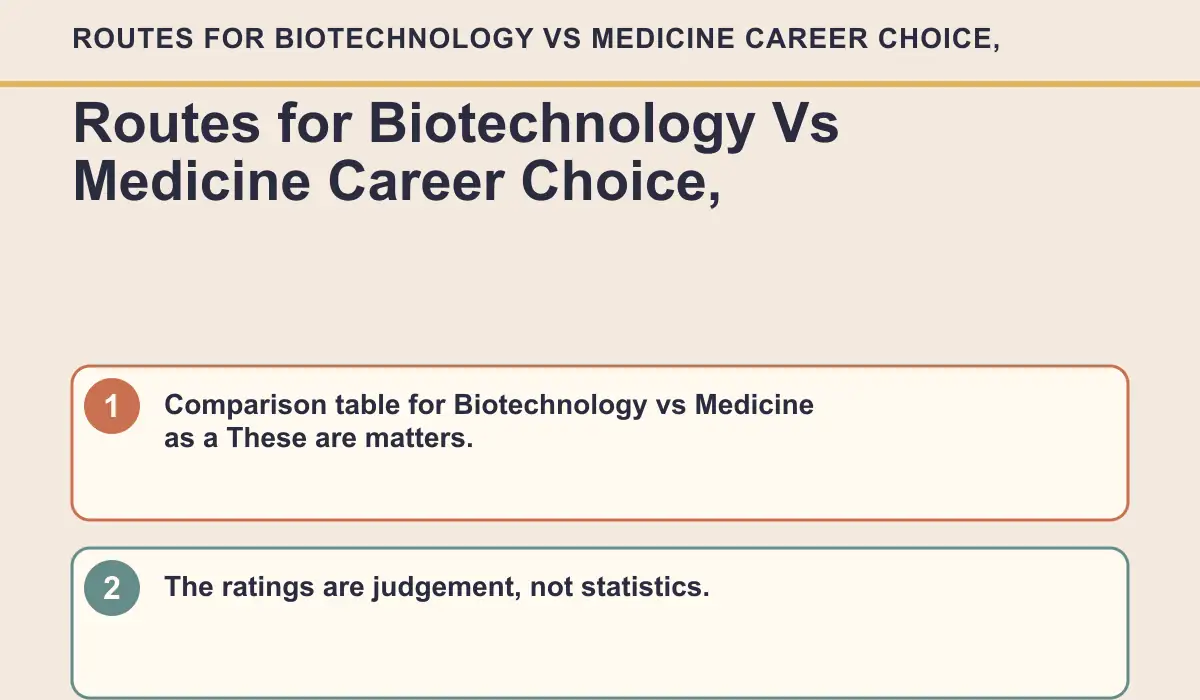 ROUTES FOR BIOTECHNOLOGY VS MEDICINE CAREER CHOICE,
Routes for Biotechnology Vs
Medicine Career Choice,
1
Comparison table for Biotechnology vs Medicine
as a These are matters.
2
The ratings are judgement, not statistics.